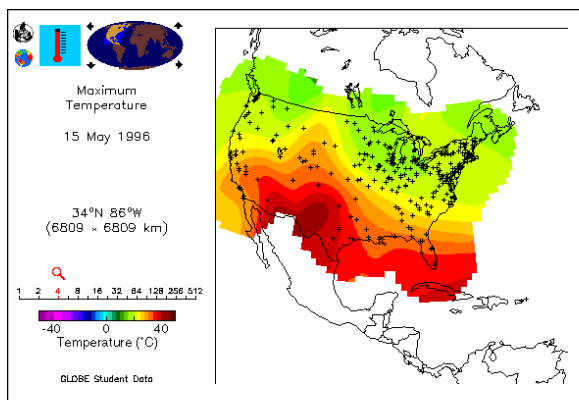 Maximum
Temperature
15 May 1996
34°N 86°W
(6809 × 6809 km)
1 2 4 8 16 32 64 128 256 512
-40 0 40
Temperature (°C)
GLOBE Student Data